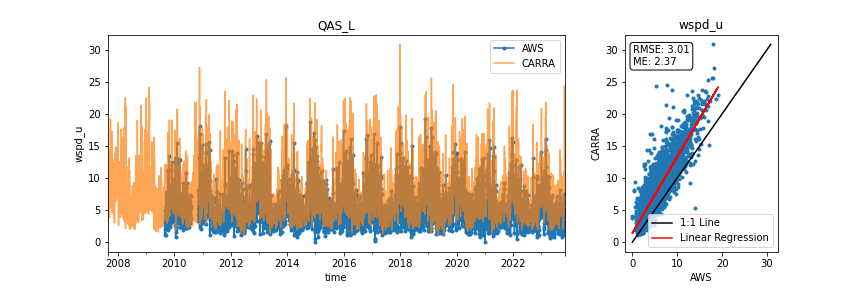 QAS_L
wspd_u
30
25
20
15
10
5
0
2008
2010
2012
2014
2016
2018
2020
2022
time
AWS
CARRA
wspd_u
CARRA
30
25
20
15
10
5
0
0
10
20
30
AWS
RMSE: 3.01
ME: 2.37
1:1 Line
Linear Regression